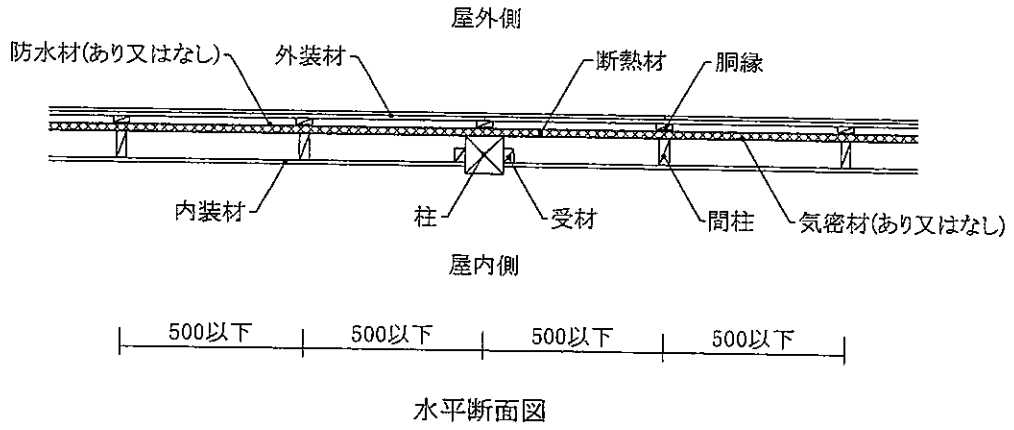 屋外側
防水材(あり又はなし)
外装材
断熱材
胴縁
内装材
柱
受材
間柱
気密材(あり又はなし)
屋内側
500以下
500以下
500以下
500以下
水平断面図